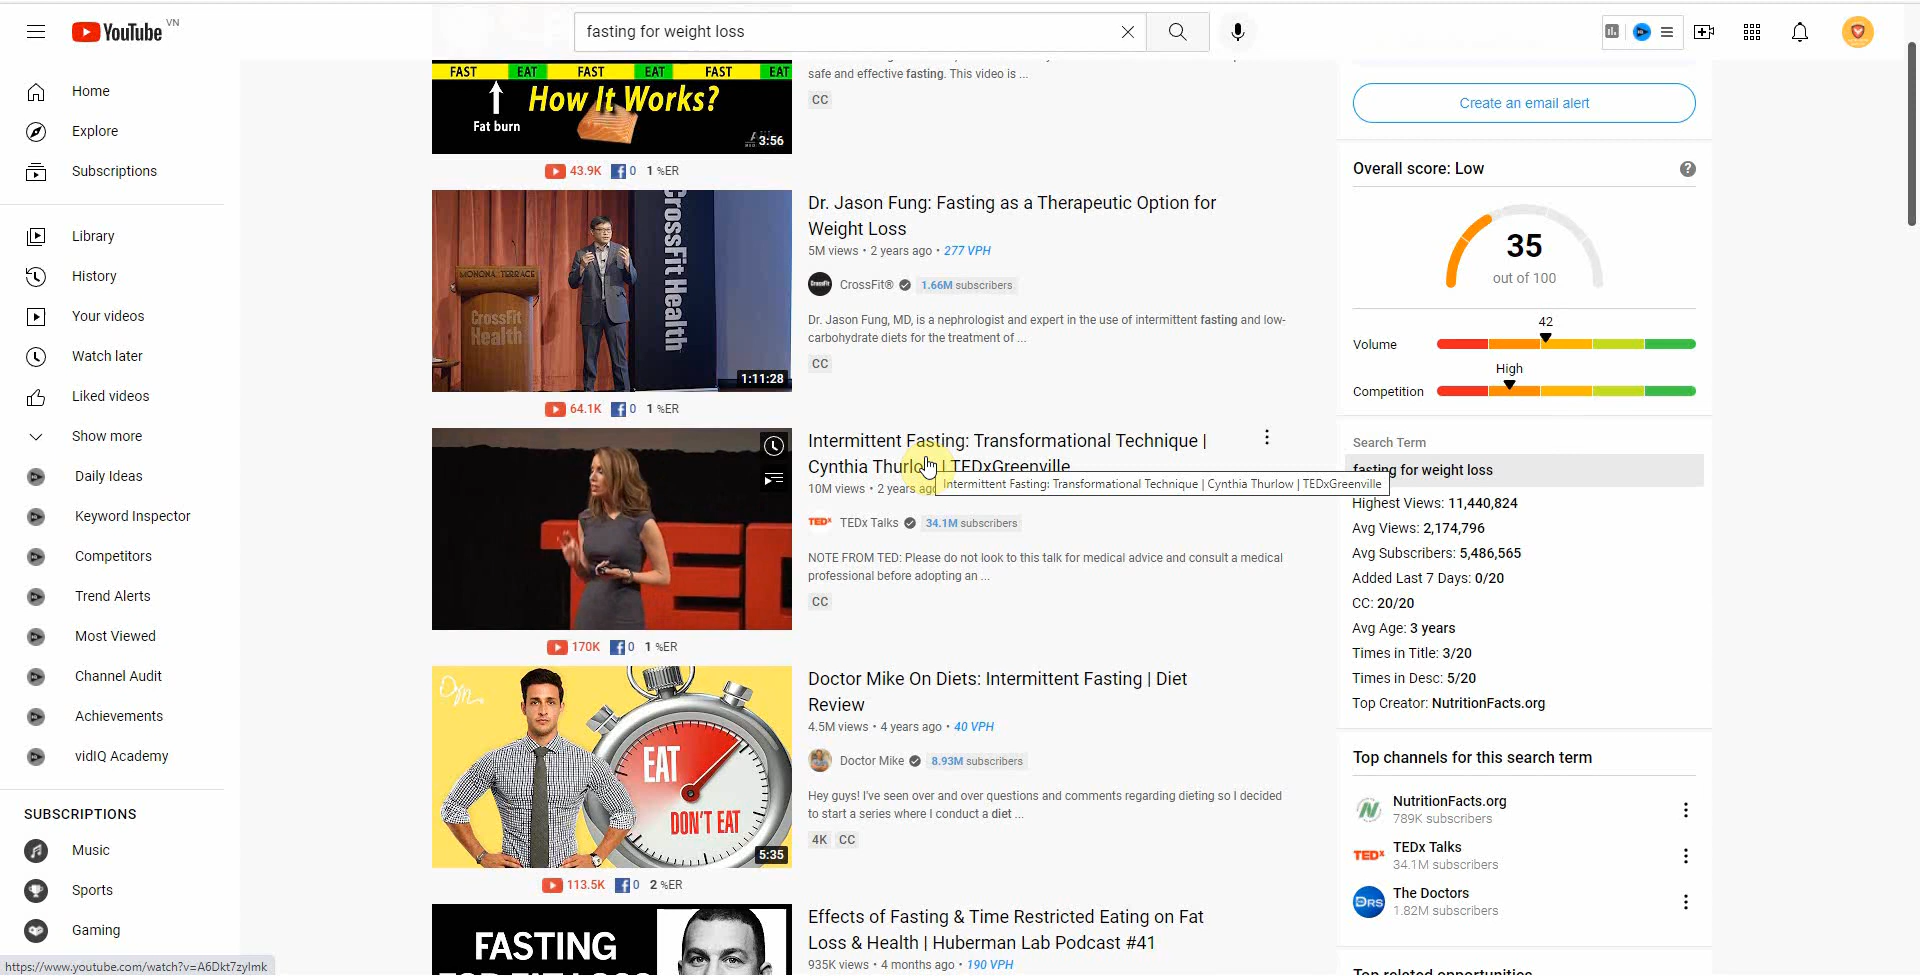 YouTube VN
fasting for weight loss
Home
Explore
Subscriptions
Library
History
Your videos
Watch later
Liked videos
Show more
Daily Ideas
Keyword Inspector
Competitors
Trend Alerts
Most Viewed
Channel Audit
Achievements
vidIQ Academy
SUBSCRIPTIONS
Music
Sports
Gaming
https://www.youtube.com/watch?v=A6Dkt7zyImk
FAST EAT FAST EAT FAST EAT
How It Works?
Fat burn
3:56
safe and effective fasting. This video is ...
CC
43.9K 0 1 %ER
MONONA TERRACE
CrossFit
Health
CrossFit Health
1:11:28
Dr. Jason Fung: Fasting as a Therapeutic Option for
Weight Loss
5M views • 2 years ago • 277 VPH
CrossFit® 1.66M subscribers
Dr. Jason Fung, MD, is a nephrologist and expert in the use of intermittent fasting and low-
carbohydrate diets for the treatment of ...
CC
64.1K 0 1 %ER
Intermittent Fasting: Transformational Technique |
Cynthia Thurlow | TEDxGreenville
10M views • 2 years ago
Intermittent Fasting: Transformational Technique | Cynthia Thurlow | TEDxGreenville
TEDx TEDx Talks 34.1M subscribers
NOTE FROM TED: Please do not look to this talk for medical advice and consult a medical
professional before adopting an ...
CC
170K 0 1 %ER
EAT
DON'T EAT
5:35
Doctor Mike On Diets: Intermittent Fasting | Diet
Review
4.5M views • 4 years ago • 40 VPH
Doctor Mike 8.93M subscribers
Hey guys! I've seen over and over questions and comments regarding dieting so I decided
to start a series where I conduct a diet ...
4K CC
113.5K 0 2 %ER
FASTING
Effects of Fasting & Time Restricted Eating on Fat
Loss & Health | Huberman Lab Podcast #41
935K views • 4 months ago • 190 VPH
Create an email alert
Overall score: Low
35
out of 100
42
Volume
High
Competition
Search Term
fasting for weight loss
Highest Views: 11,440,824
Avg Views: 2,174,796
Avg Subscribers: 5,486,565
Added Last 7 Days: 0/20
CC: 20/20
Avg Age: 3 years
Times in Title: 3/20
Times in Desc: 5/20
Top Creator: NutritionFacts.org
Top channels for this search term
NutritionFacts.org
789K subscribers
TEDx TEDx Talks
34.1M subscribers
DRS The Doctors
1.82M subscribers
Top related opportunities